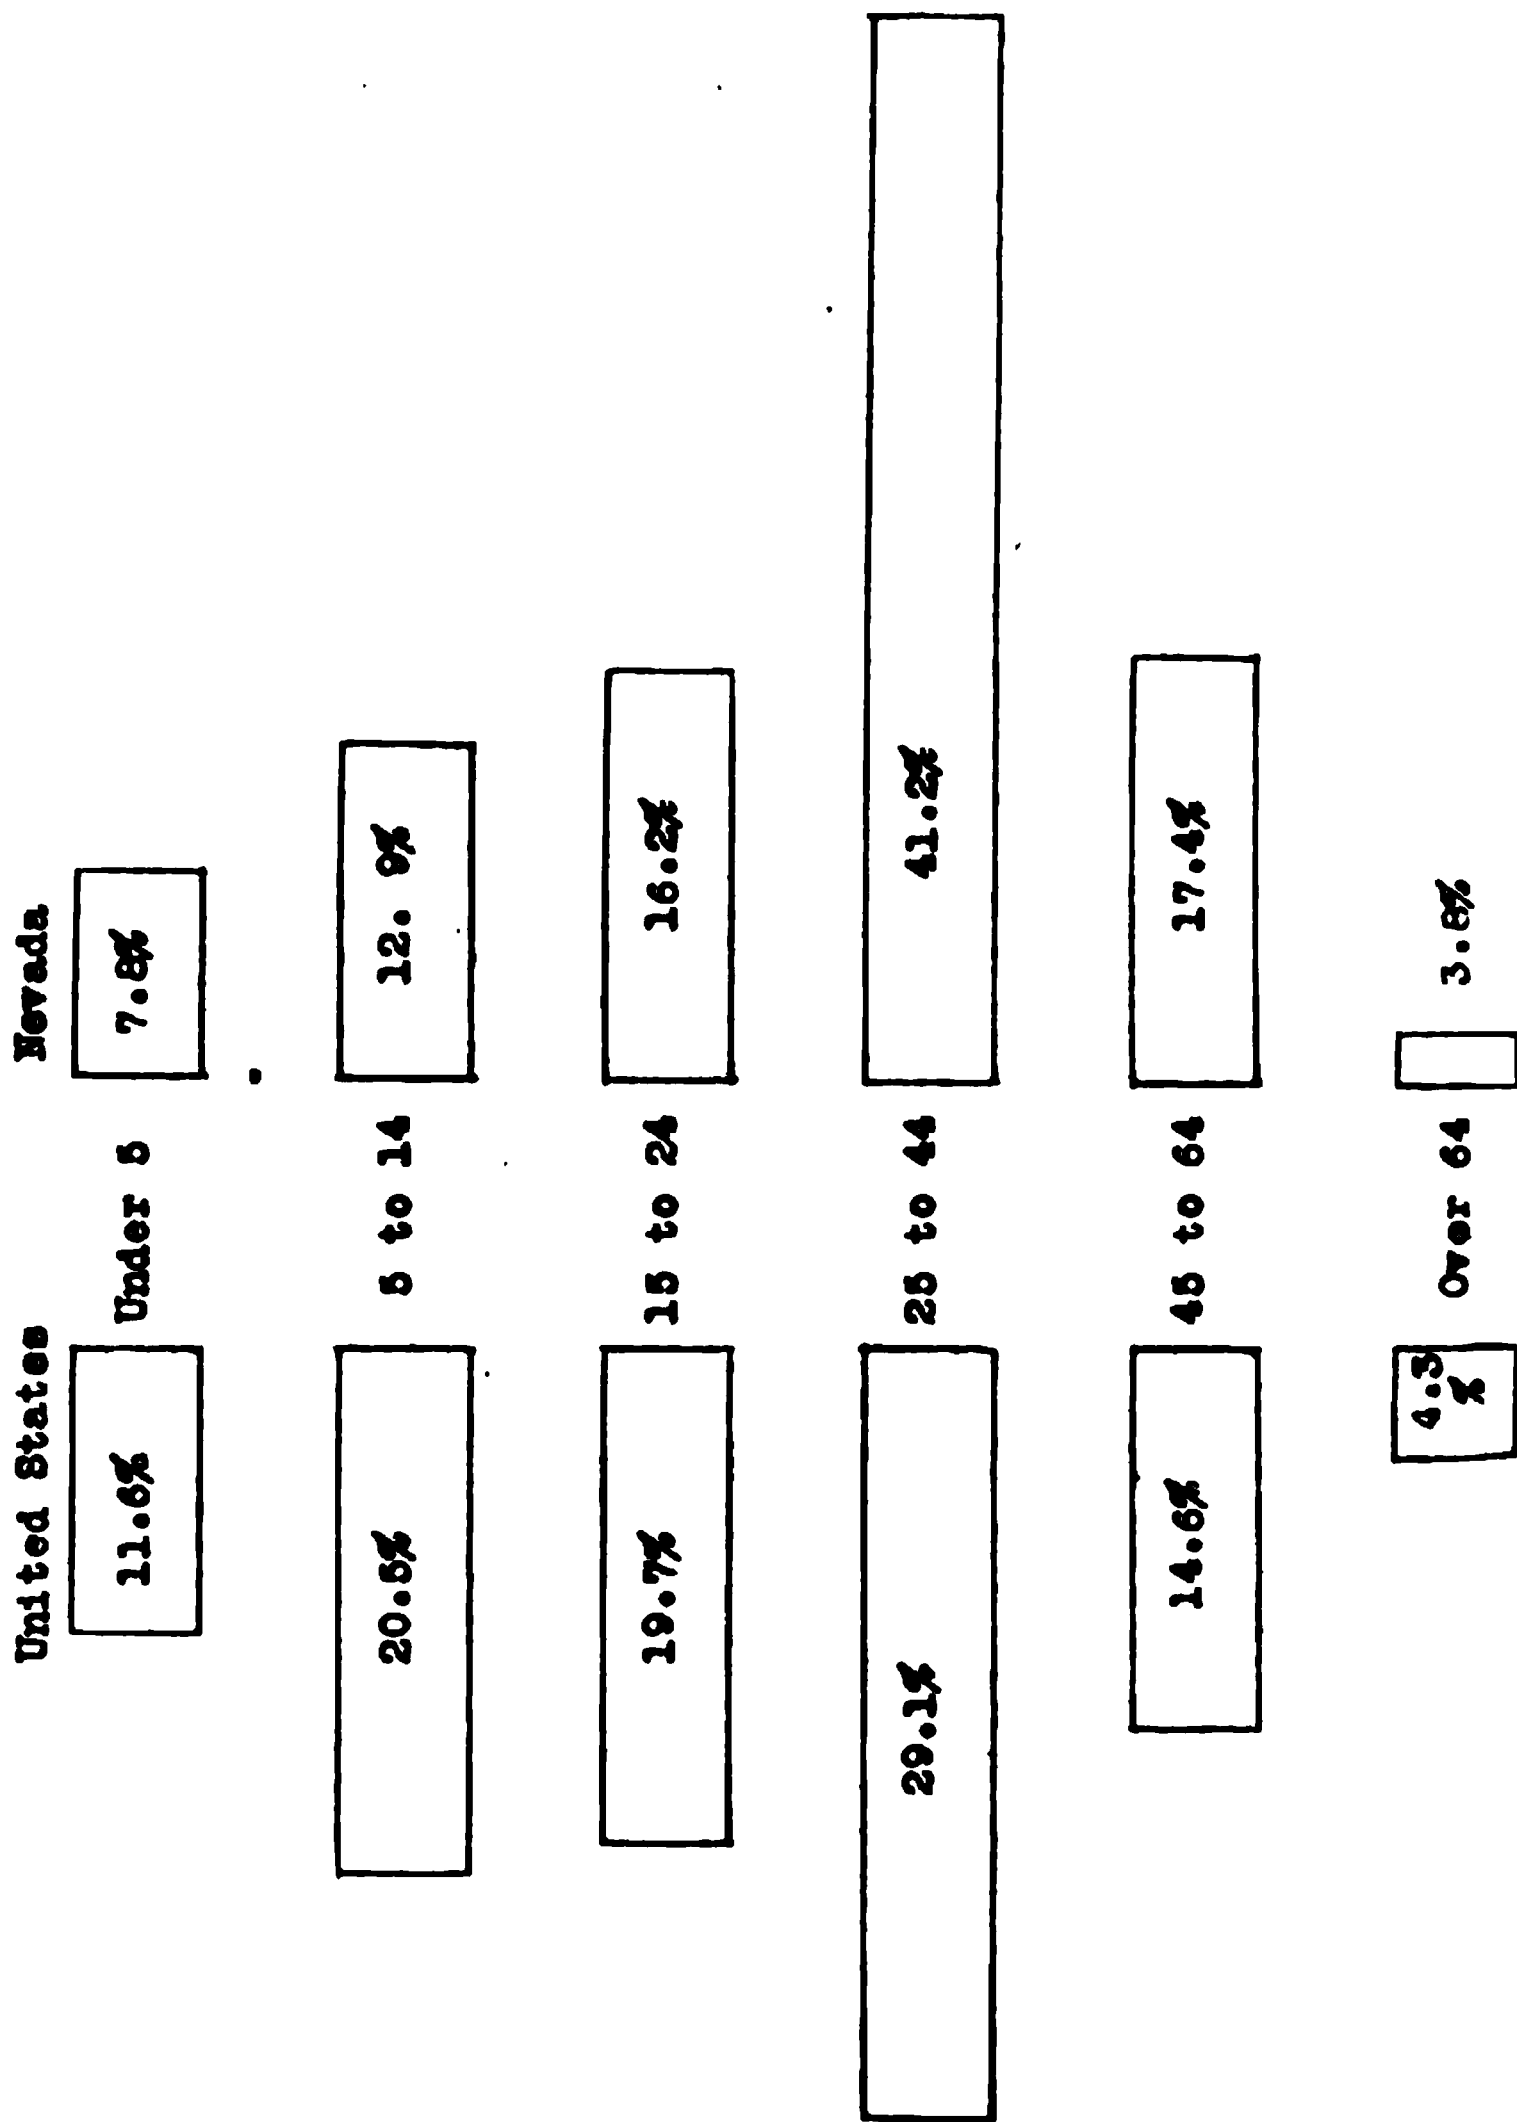 United States Nevada
11.6% Under 5 7.8%
20.5% 5 to 14 12. 9%
19.7% 15 to 24 16.2%
29.1% 25 to 44 41.2%
14.6% 45 to 64 17.4%
4.3 Over 64 3.8%
%